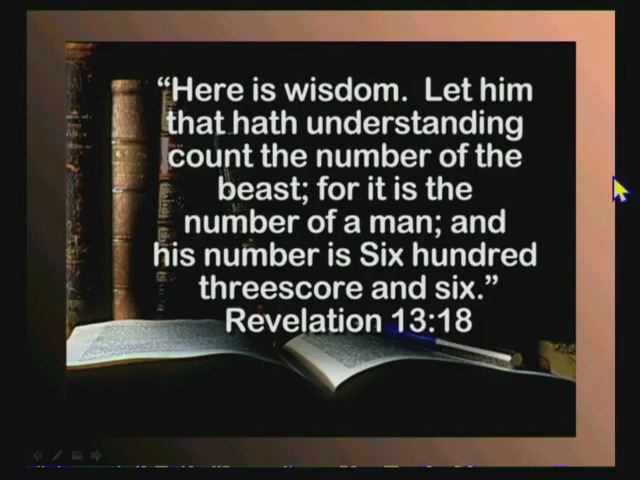 “Here is wisdom.  Let him
that hath understanding
count the number of the
beast; for it is the
number of a man; and
his number is Six hundred
threescore and six.”
Revelation 13:18